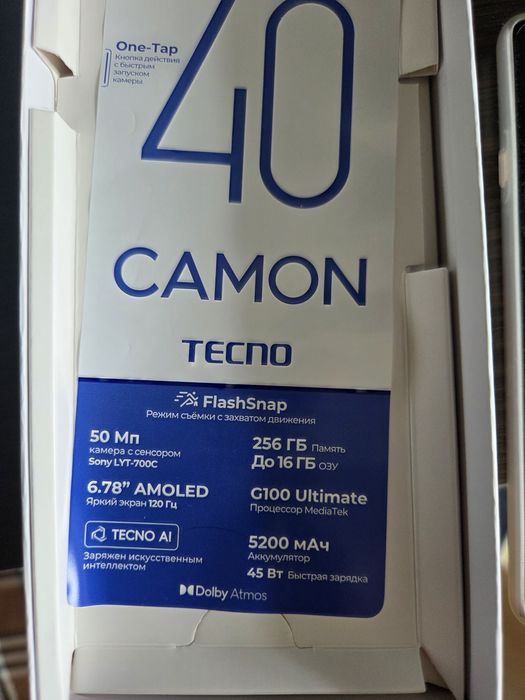 40
One-Tap
Кнопка действия
с быстрым
запуском
камеры
CAMON
TECNO
FlashSnap
Режим съёмки с захватом движения
50 Мп
камера с сенсором
Sony LYT-700C
256 ГБ Память
До 16 ГБ ОЗУ
6.78” AMOLED
Яркий экран 120 Гц
G100 Ultimate
Процессор MediaTek
TECNO AI
Заряжен искусственным
интеллектом
5200 мАч
Аккумулятор
45 Вт Быстрая зарядка
Dolby Atmos